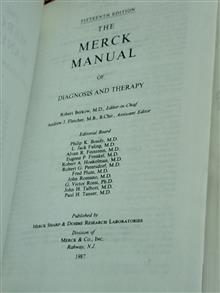 FIFTEENTH EDITION
THE
MERCK
MANUAL
OF
DIAGNOSIS AND THERAPY
Robert Berkow, M.D., Editor-in-Chief
Andrew J. Fletcher, M.B., B.Chir., Assistant Editor
Editorial Board
Philip K. Bondy, M.D.
L. Jack Faling, M.D.
Alvan R. Feinstein, M.D.
Eugene P. Frenkel, M.D.
Robert A. Hoekelman, M.D.
Robert G. Petersdorf, M.D.
Fred Plum, M.D.
John Romano, M.D.
G. Victor Rossi, Ph.D.
John H. Talbott, M.D.
Paul H. Tanser, M.D.
Published by
MERCK SHARP & DOHME RESEARCH LABORATORIES
Division of
MERCK & CO., INC.
Rahway, N.J.
1987